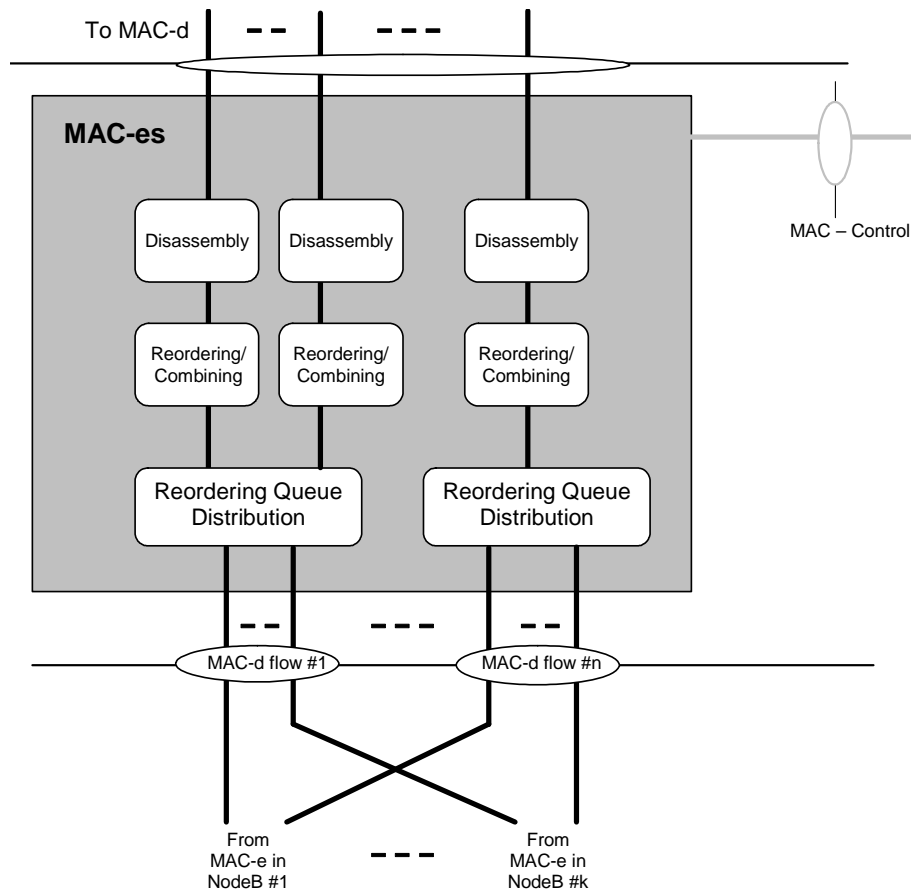 To MAC-d
MAC-es
MAC – Control
Disassembly
Disassembly
Disassembly
Reordering/
Combining
Reordering/
Combining
Reordering/
Combining
Reordering Queue
Distribution
Reordering Queue
Distribution
MAC-d flow #1
MAC-d flow #n
From
MAC-e in
NodeB #1
From
MAC-e in
NodeB #k